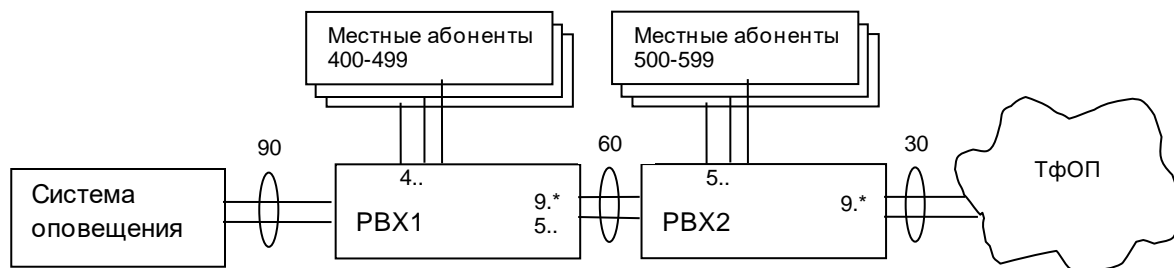 Местные абоненты
400-499
Местные абоненты
500-599
90
60
30
ТфОП
Система
оповещения
4..
PBX1
9.*
5..
5..
PBX2
9.*